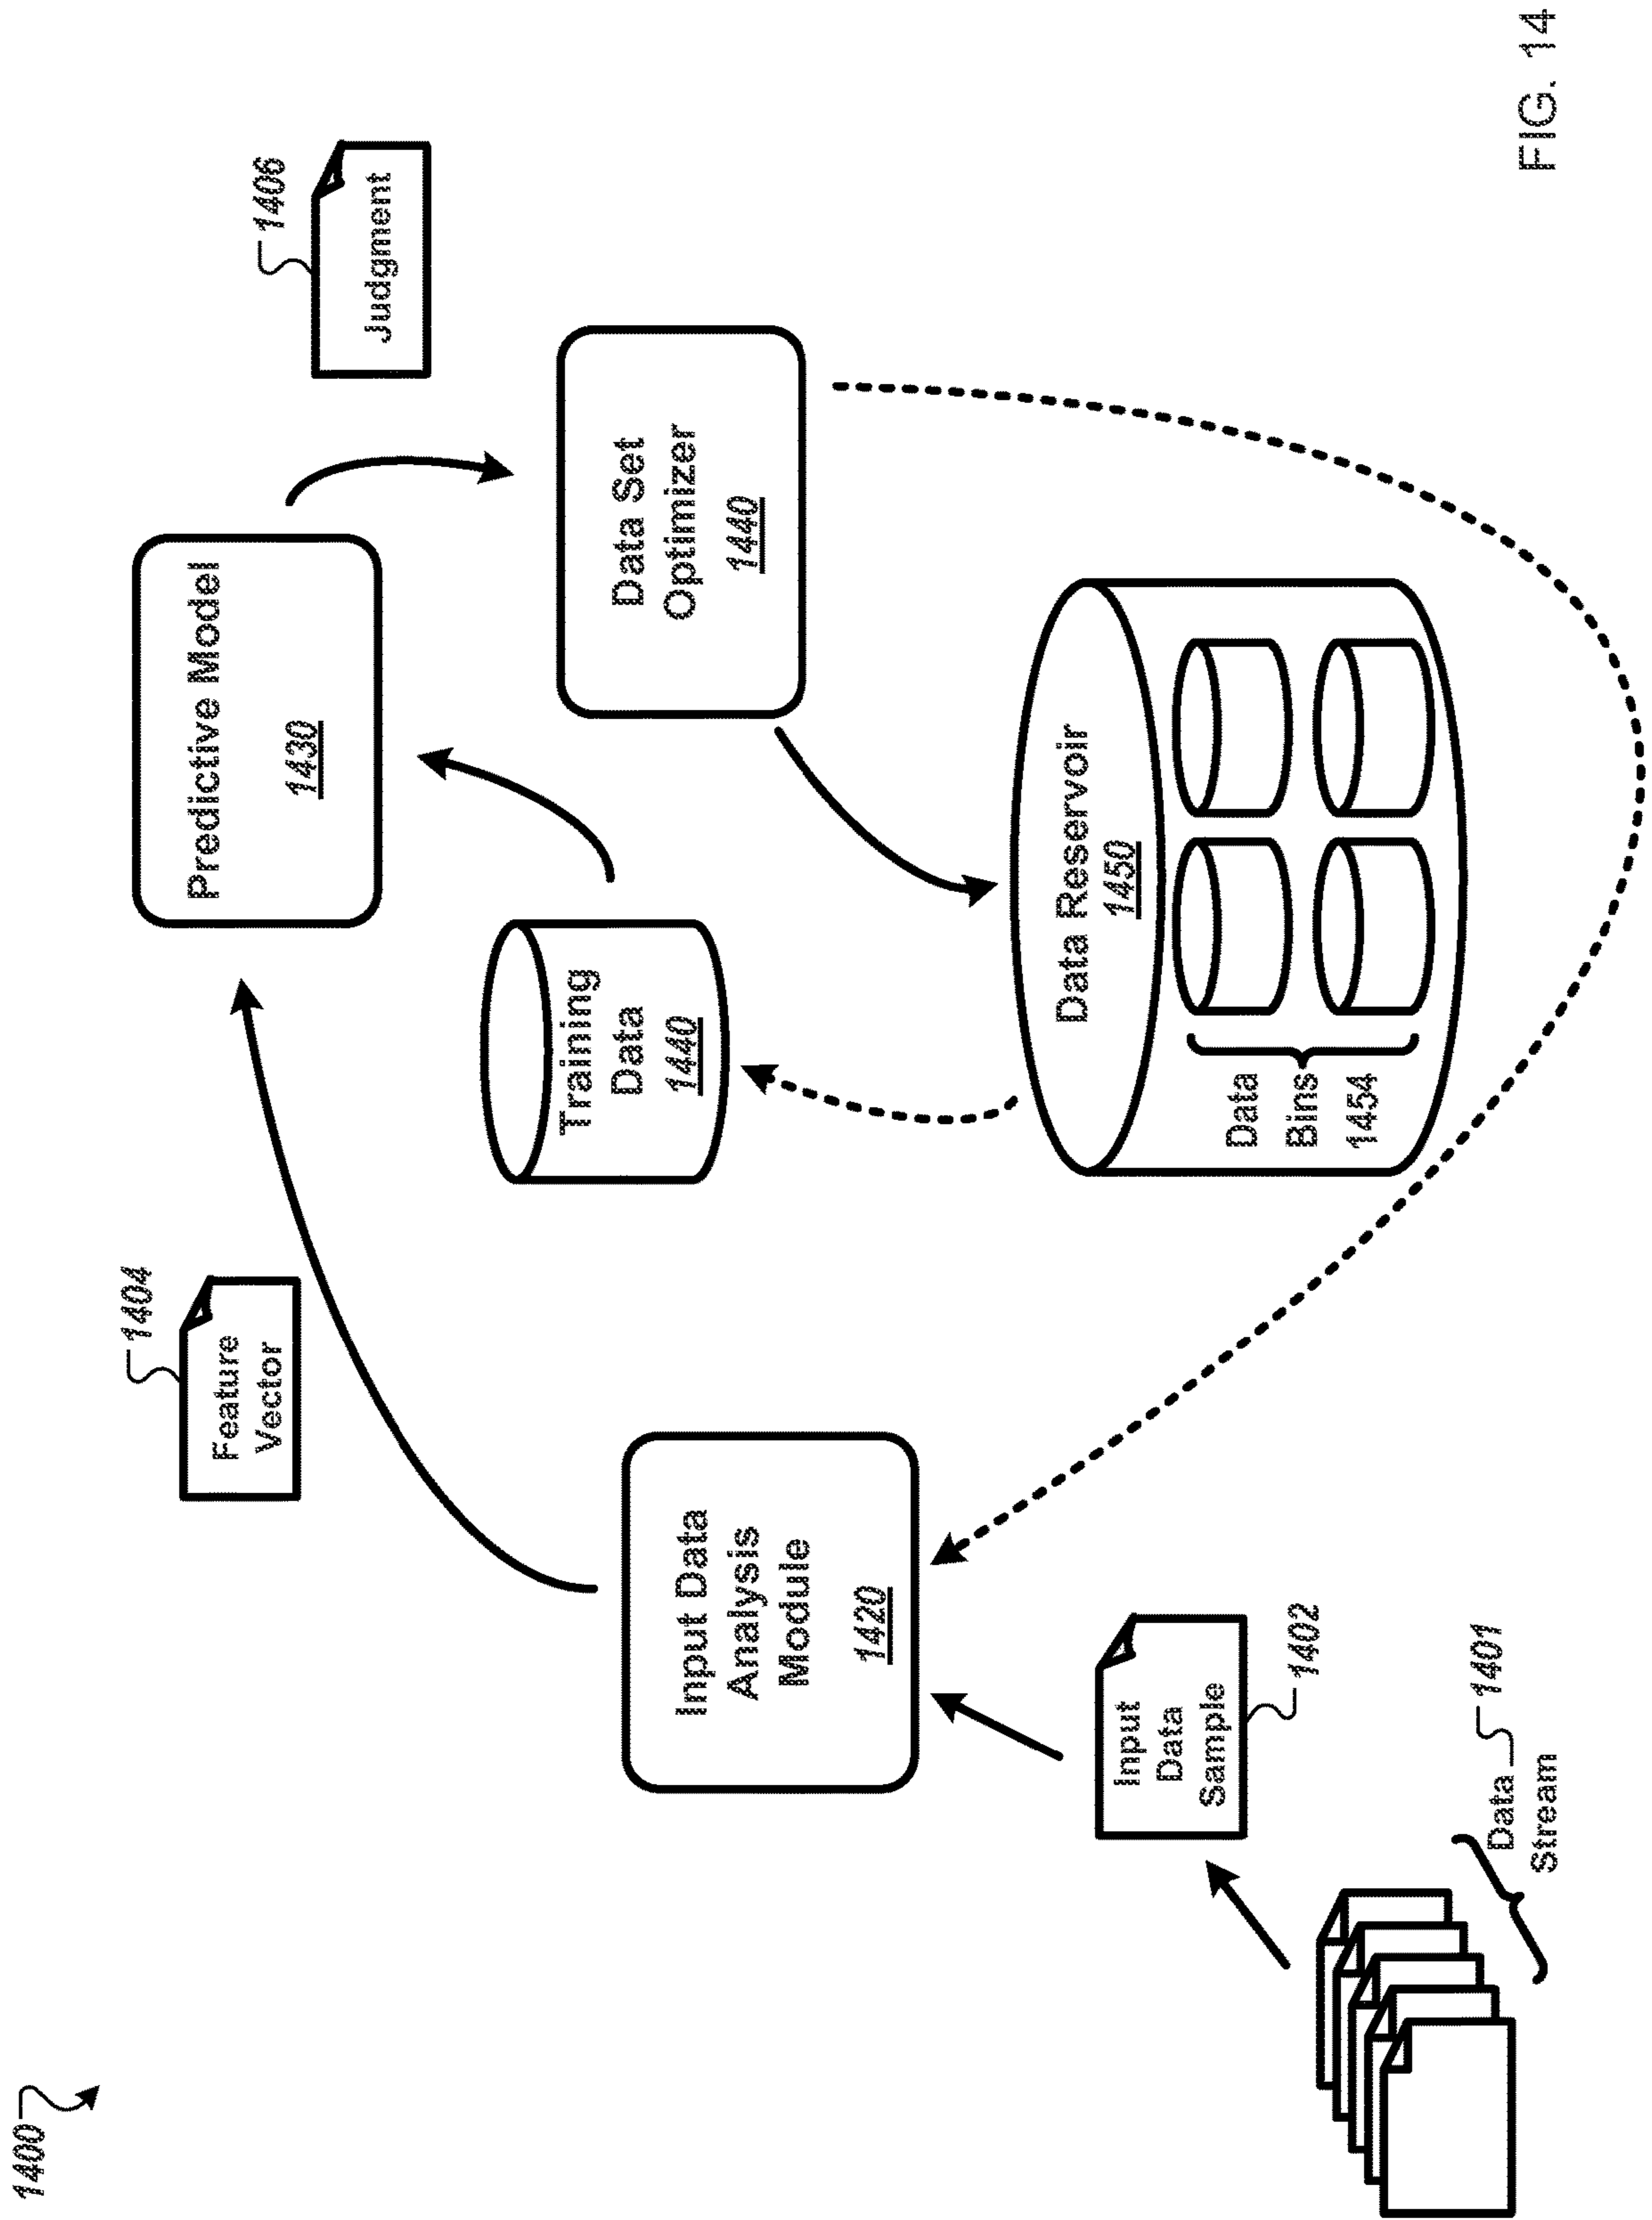 1400
1404
Feature
Vector
Predictive Model
1430
1406
Judgment
Input Data
Analysis
Module
1420
Training
Data
1440
Data Set
Optimizer
1440
Input
Data
Sample
1402
Data Reservoir
1450
Data
Bins
1454
Data
Stream
1401
FIG. 14